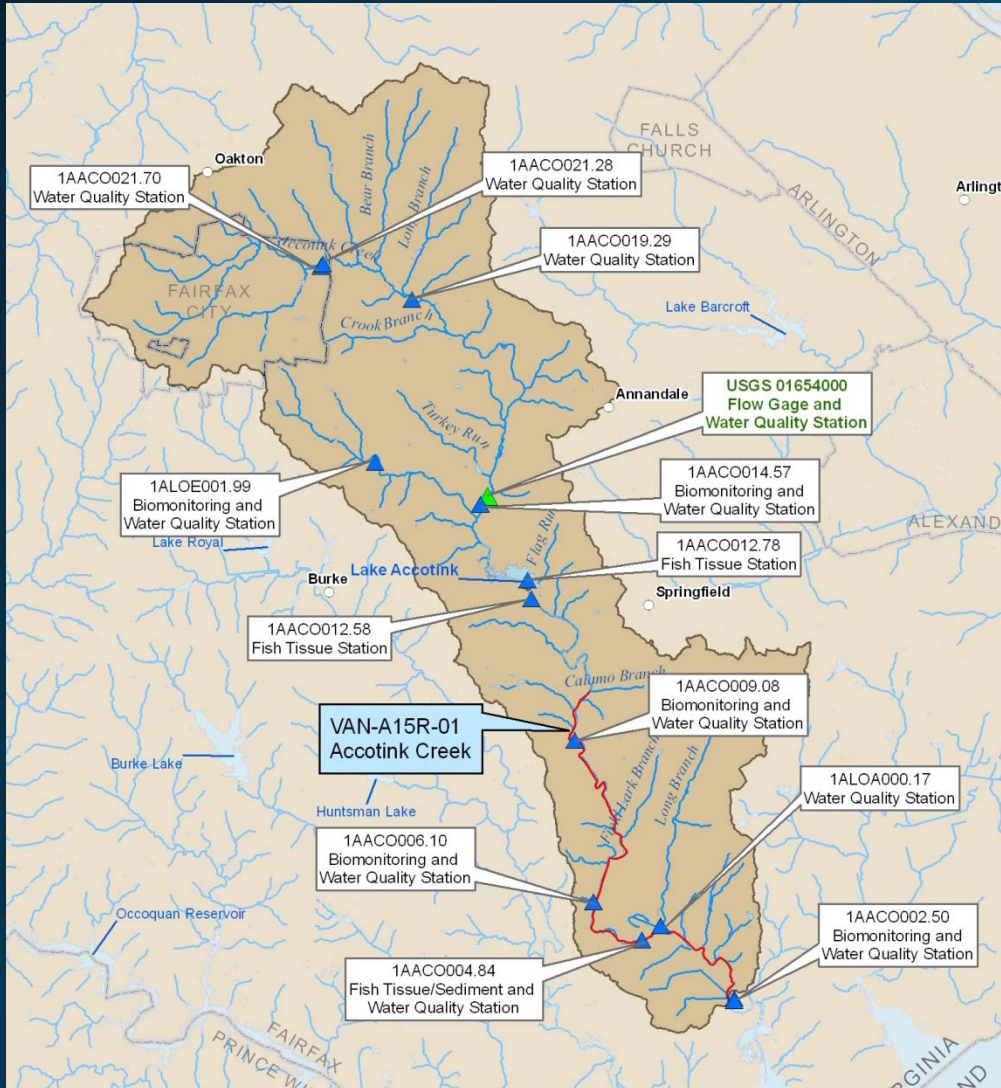 FALLS
CHURCH
Oakton
1AACO021.70
Water Quality Station
1AACO021.28
Water Quality Station
Bear Branch
Long Branch
ARLINGTON
Arlingt
Accotink Creek
1AACO019.29
Water Quality Station
FAIRFAX
CITY
Crook Branch
Lake Barcroft
USGS 01654000
Flow Gage and
Water Quality Station
Annandale
Turkey Run
1ALOE001.99
Biomonitoring and
Water Quality Station
1AACO014.57
Biomonitoring and
Water Quality Station
ALEXAND
Lake Royal
Flag Run
1AACO012.78
Fish Tissue Station
Lake Accotink
Burke
Springfield
1AACO012.58
Fish Tissue Station
Calamo Branch
1AACO009.08
Biomonitoring and
Water Quality Station
VAN-A15R-01
Accotink Creek
Burke Lake
Lark Branch
Long Branch
1ALOA000.17
Water Quality Station
Huntsman Lake
1AACO006.10
Biomonitoring and
Water Quality Station
Occoquan Reservoir
1AACO002.50
Biomonitoring and
Water Quality Station
1AACO004.84
Fish Tissue/Sediment and
Water Quality Station
FAIRFAX
PRINCE WI
RGINIA
AND